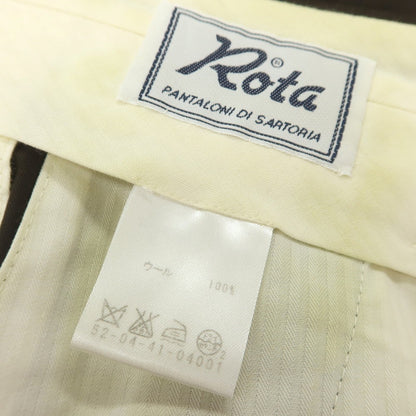 Rota
®
PANTALONI DI SARTORIA
ウール 100%
52-04-41-04001